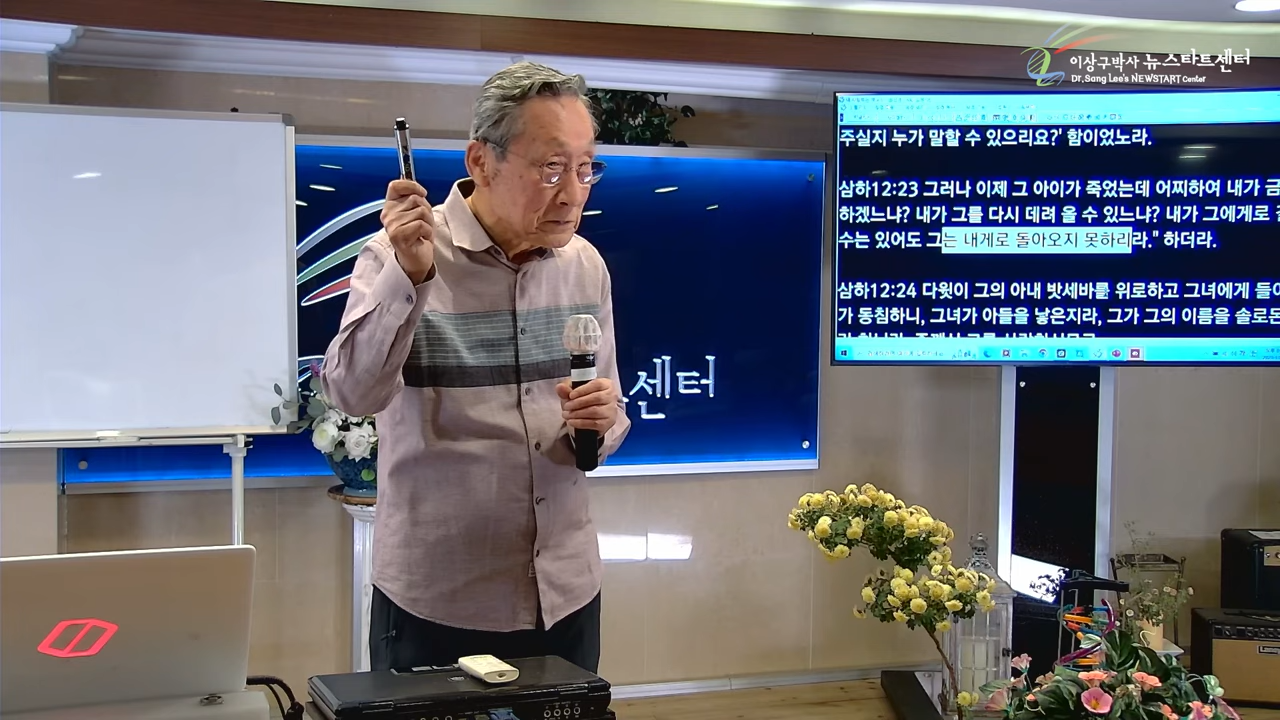 이상구박사 뉴스타트센터
Dr. Sang Lee's NEWSTART Center
주실지 누가 말할 수 있으리요?' 함이었노라.
삼하12:23 그러나 이제 그 아이가 죽었는데 어찌하여 내가 금
하겠느냐? 내가 그를 다시 데려 올 수 있느냐? 내가 그에게로
수는 있어도 그는 내게로 돌아오지 못하리라." 하더라.
삼하12:24 다윗이 그의 아내 밧세바를 위로하고 그녀에게 들어
가 동침하니, 그녀가 아들을 낳은지라, 그가 그의 이름을 솔로몬
센터